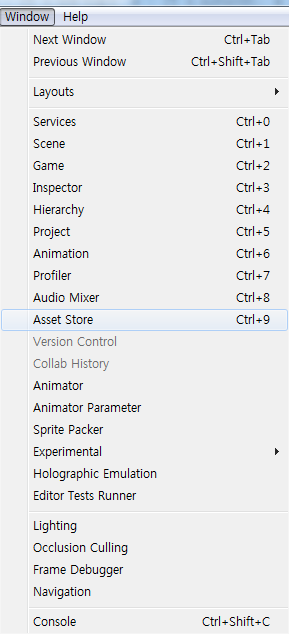 Window Help
Next Window Ctrl+Tab
Previous Window Ctrl+Shift+Tab
Layouts
Services Ctrl+0
Scene Ctrl+1
Game Ctrl+2
Inspector Ctrl+3
Hierarchy Ctrl+4
Project Ctrl+5
Animation Ctrl+6
Profiler Ctrl+7
Audio Mixer Ctrl+8
Asset Store Ctrl+9
Version Control
Collab History
Animator
Animator Parameter
Sprite Packer
Experimental
Holographic Emulation
Editor Tests Runner
Lighting
Occlusion Culling
Frame Debugger
Navigation
Console Ctrl+Shift+C